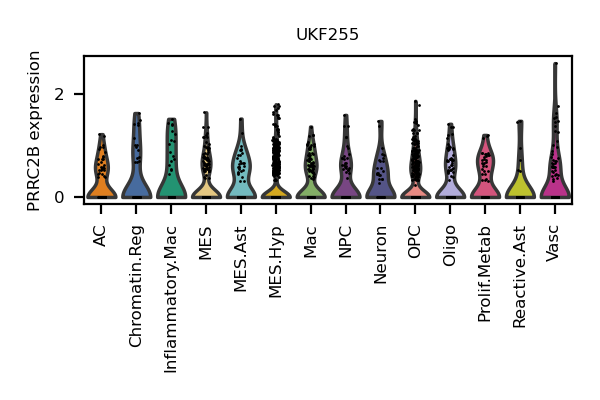 UKF255
PRRC2B expression
2
0
AC
Chromatin.Reg
Inflammatory.Mac
MES
MES.Ast
MES.Hyp
Mac
NPC
Neuron
OPC
Oligo
Prolif.Metab
Reactive.Ast
Vasc